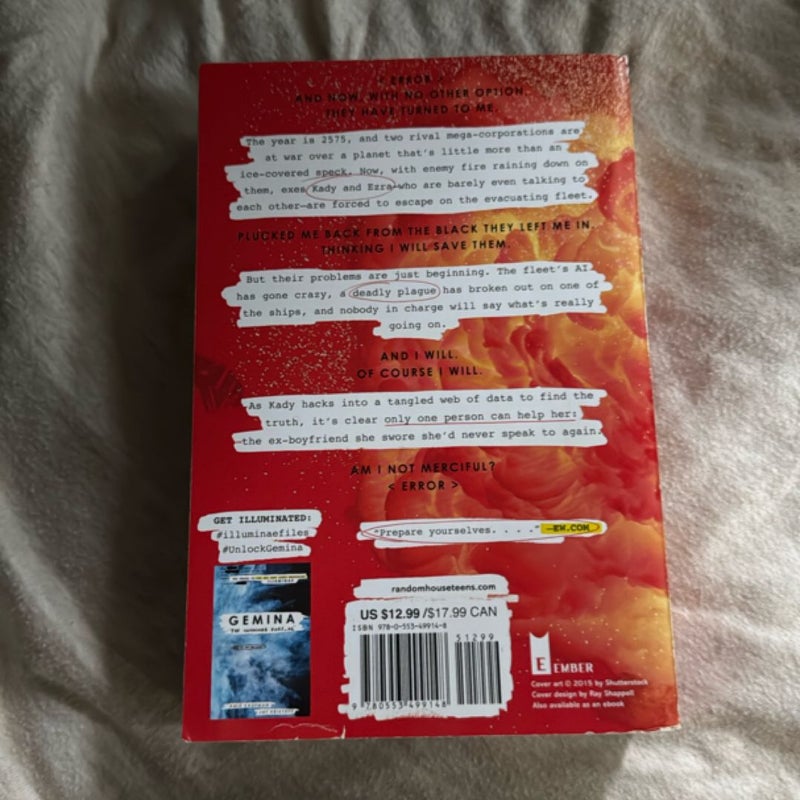 < ERROR >
AND NOW, WITH NO OTHER OPTION,
THEY HAVE TURNED TO ME.
The year is 2575, and two rival mega-corporations are
at war over a planet that's little more than an
ice-covered speck. Now, with enemy fire raining down on
them, exes Kady and Ezra—who are barely even talking to
each other—are forced to escape on the evacuating fleet.
PLUCKED ME BACK FROM THE BLACK THEY LEFT ME IN.
THINKING I WILL SAVE THEM.
But their problems are just beginning. The fleet's AI
has gone crazy, a deadly plague has broken out on one of
the ships, and nobody in charge will say what's really
going on.
AND I WILL.
OF COURSE I WILL.
As Kady hacks into a tangled web of data to find the
truth, it's clear only one person can help her:
—the ex-boyfriend she swore she'd never speak to again.
AM I NOT MERCIFUL?
< ERROR >
"Prepare yourselves. . . ." —EW.COM
GET ILLUMINATED:
#illuminaefiles
#UnlockGemina
GEMINA
randomhouseteens.com
US $12.99 /$17.99 CAN
ISBN 978-0-553-49914-8
51299
9 780553 499148
E EMBER
Cover art © 2015 by Shutterstock
Cover design by Ray Shappell
Also available as an ebook